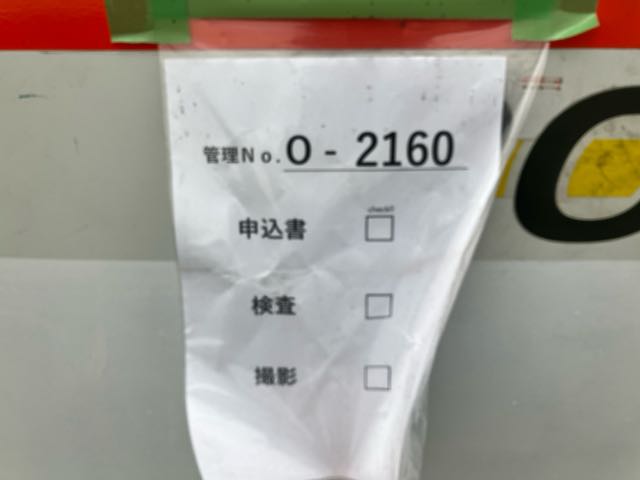 管理No. O - 2160
check!!
申込書 □
検査 □
撮影 □